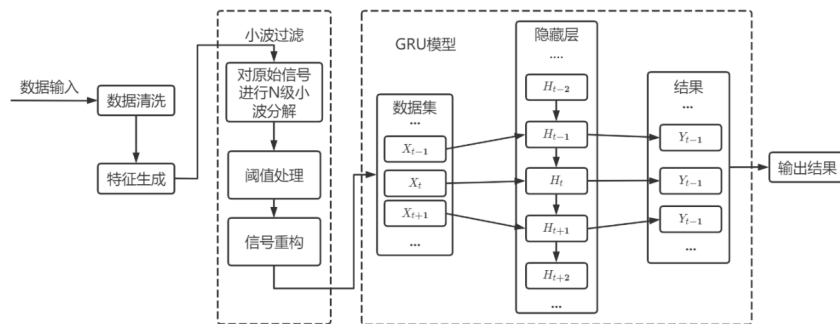 数据输入
数据清洗
特征生成
小波过滤
对原始信号
进行N级小
波分解
阈值处理
信号重构
GRU模型
数据集
...
X_{t-1}
X_t
X_{t+1}
...
隐藏层
....
H_{t-2}
H_{t-1}
H_t
H_{t+1}
H_{t+2}
...
结果
...
Y_{t-1}
Y_{t-1}
Y_{t-1}
...
输出结果